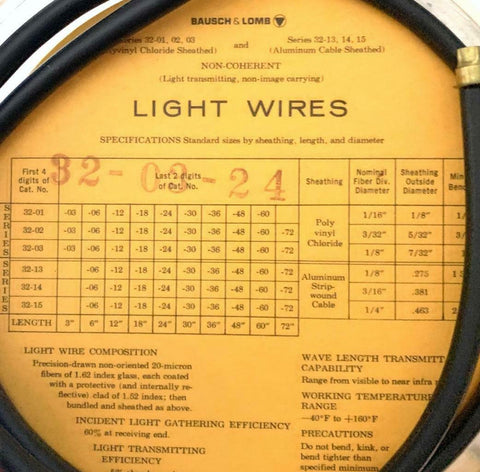 BAUSCH & LOMB
Series 32-01, 02, 03 and Series 32-13, 14, 15
(Polyvinyl Chloride Sheathed) (Aluminum Cable Sheathed)
NON-COHERENT
(Light transmitting, non-image carrying)
LIGHT WIRES
SPECIFICATIONS Standard sizes by sheathing, length, and diameter
First 4 digits of Cat. No. Last 2 digits of Cat. No. Sheathing Nominal Fiber Div. Diameter Sheathing Outside Diameter
32-03-24
SERIES
32-01 -03 -06 -12 -18 -24 -30 -36 -48 -60 1/16" 1/8"
32-02 -03 -06 -12 -18 -24 -30 -36 -48 -60 -72 Poly vinyl Chloride 3/32" 5/32"
32-03 -03 -06 -12 -18 -24 -30 -36 -48 -60 -72 1/8" 7/32"
SERIES
32-13 -06 -12 -18 -24 -30 -36 -48 -60 -72 1/8" .275
32-14 -06 -12 -18 -24 -30 -36 -48 -60 -72 Aluminum Strip-wound Cable 3/16" .381
32-15 -06 -12 -18 -24 -30 -36 -48 -60 -72 1/4" .463
LENGTH 3" 6" 12" 18" 24" 30" 36" 48" 60" 72"
LIGHT WIRE COMPOSITION
Precision-drawn non-oriented 20-micron
fibers of 1.62 index glass, each coated
with a protective (and internally re-
flective) clad of 1.52 index; then
bundled and sheathed as above.
INCIDENT LIGHT GATHERING EFFICIENCY
60% at receiving end.
LIGHT TRANSMITTING
EFFICIENCY
WAVE LENGTH TRANSMITT
CAPABILITY
Range from visible to near infra
WORKING TEMPERATURE
RANGE
-40°F to +160°F
PRECAUTIONS
Do not bend, kink, or
bend tighter than
specified minimum